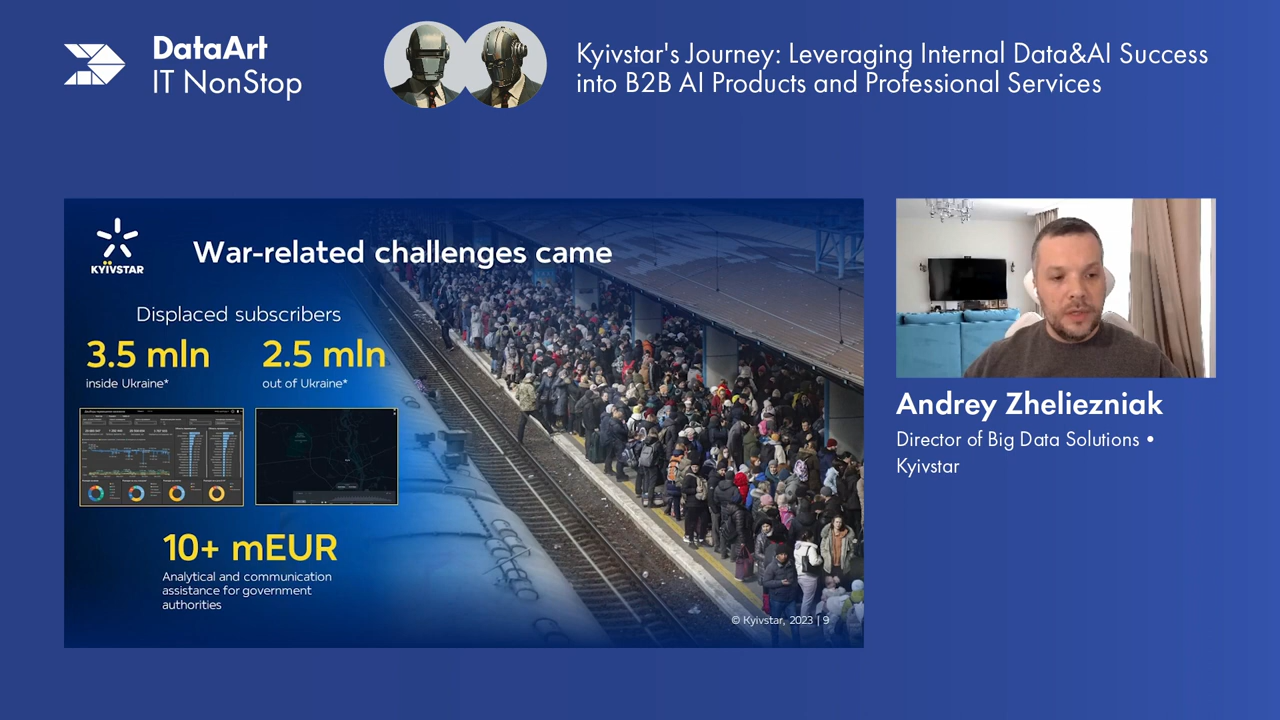 DataArt
IT NonStop
Kyivstar's Journey: Leveraging Internal Data&AI Success
into B2B AI Products and Professional Services
KYÏVSTAR
War-related challenges came
Displaced subscribers
3.5 mln
2.5 mln
inside Ukraine*
out of Ukraine*
10+ mEUR
Analytical and communication
assistance for government
authorities
© Kyivstar, 2023 | 9
Andrey Zheliezniak
Director of Big Data Solutions •
Kyivstar